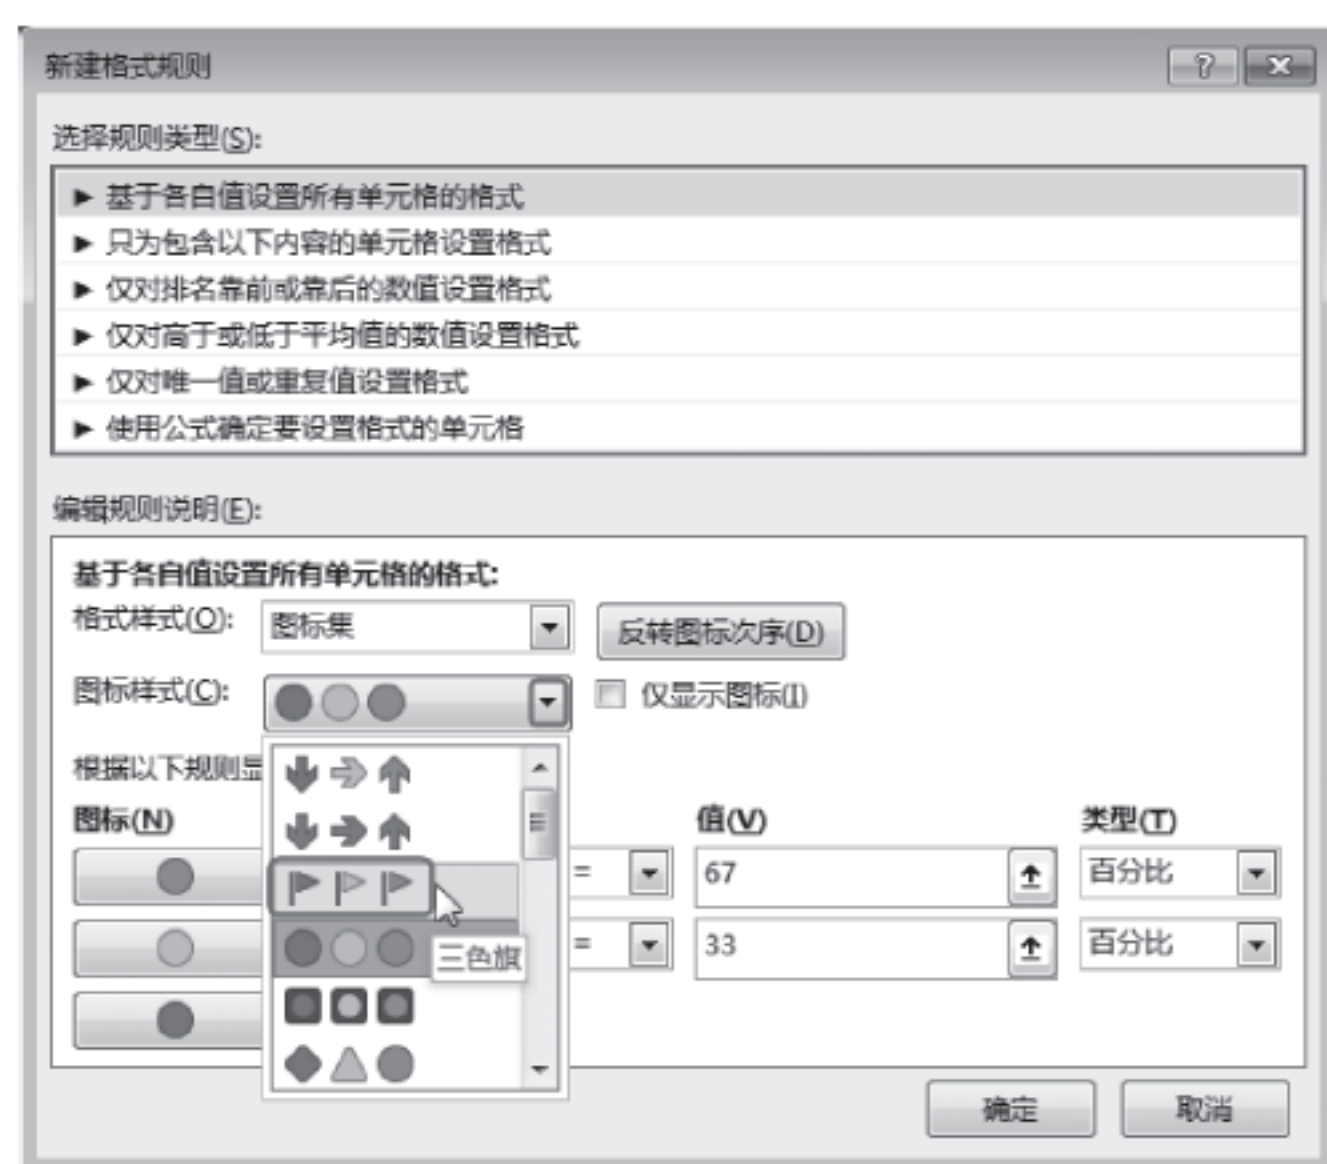 新建格式规则
选择规则类型(S):
► 基于各自值设置所有单元格的格式
► 只为包含以下内容的单元格设置格式
► 仅对排名靠前或靠后的数值设置格式
► 仅对高于或低于平均值的数值设置格式
► 仅对唯一值或重复值设置格式
► 使用公式确定要设置格式的单元格
编辑规则说明(E):
基于各自值设置所有单元格的格式:
格式样式(O): 图标集 反转图标次序(D)
图标样式(C): 仅显示图标(I)
根据以下规则显
图标(N) 值(V) 类型(T)
= 67 百分比
三色旗
= 33 百分比
确定 取消